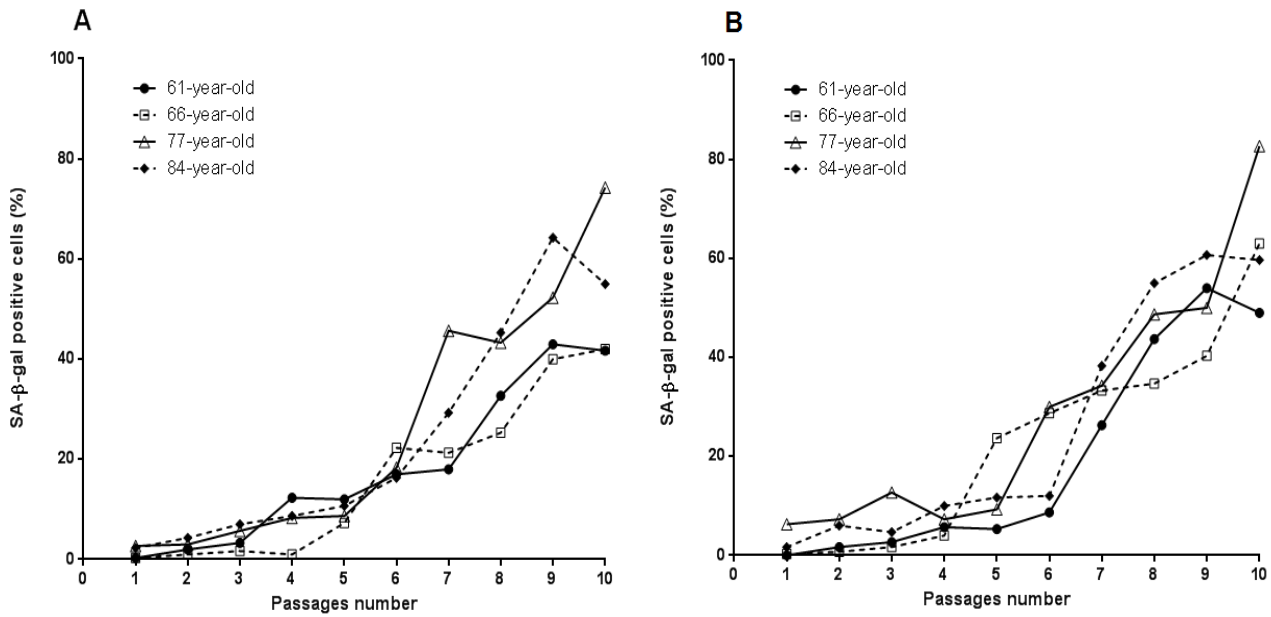 A
100
80
60
40
20
0
SA-β-gal positive cells (%)
61-year-old
66-year-old
77-year-old
84-year-old
0 1 2 3 4 5 6 7 8 9 10
Passages number
B
100
80
60
40
20
0
SA-β-gal positive cells (%)
61-year-old
66-year-old
77-year-old
84-year-old
0 1 2 3 4 5 6 7 8 9 10
Passages number